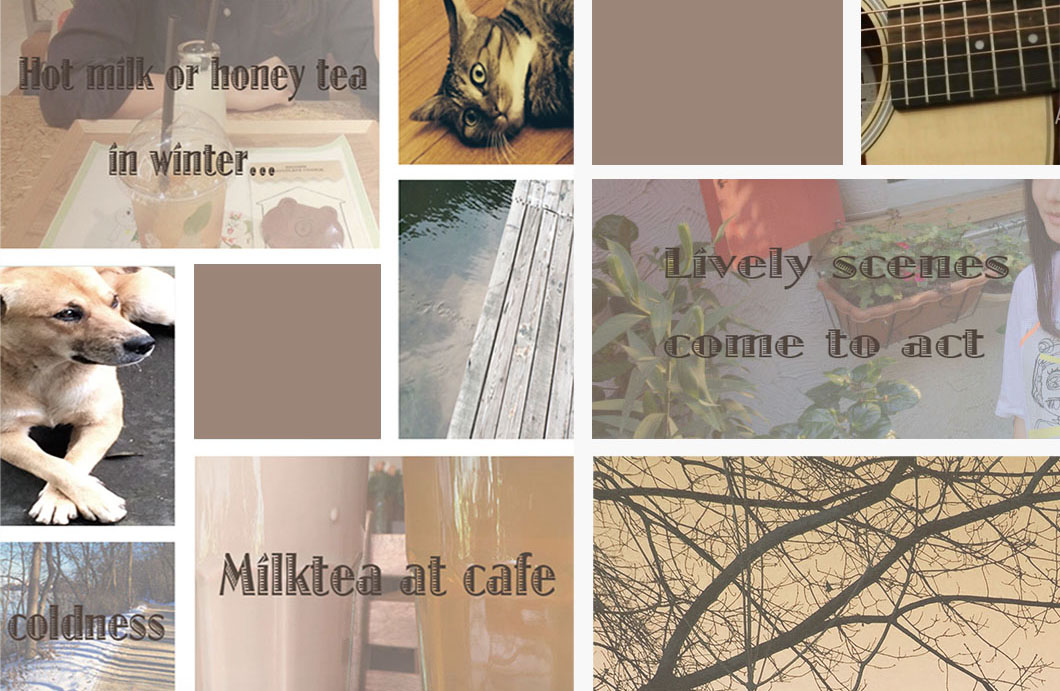 Hot milk or honey tea
in winter...
Lively scenes
come to act
Milktea at cafe
coldness